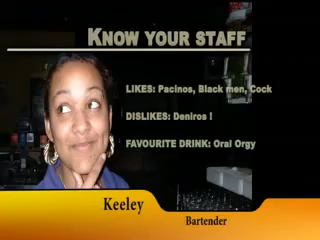 KNOW YOUR STAFF
LIKES: Pacinos, Black men, Cock
DISLIKES: Deniros !
FAVOURITE DRINK: Oral Orgy
Keeley
Bartender